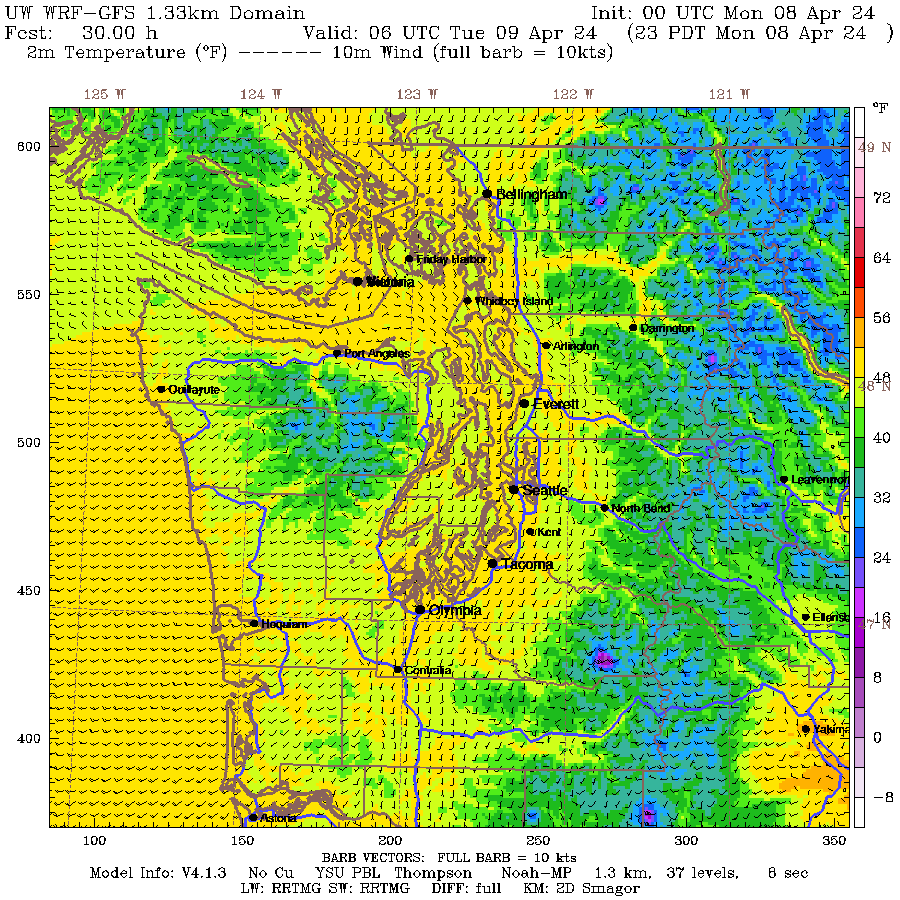 UW WRF-GFS 1.33km Domain Init: 00 UTC Mon 08 Apr 24
Fcst: 30.00 h Valid: 06 UTC Tue 09 Apr 24 (23 PDT Mon 08 Apr 24 )
2m Temperature (°F) ------ 10m Wind (full barb = 10kts)
125 W 124 W 123 W 122 W 121 W
°F
600
49 N
72
Bellingham
Friday Harbor
64
Victoria
550
Whidbey Island
56
Darrington
Arlington
Port Angeles
48
48 N
Quillayute
Everett
500
40
Leavenwor
Seattle
32
North Bend
Kent
24
Tacoma
450
Olympia
16
47 N
Ellensb
Hoquiam
Centralia
8
Yakima
400
0
-8
Astoria
100 150 200 250 300 350
BARB VECTORS: FULL BARB = 10 kts
Model Info: V4.1.3 No Cu YSU PBL Thompson Noah-MP 1.3 km, 37 levels, 8 sec
LW: RRTMG SW: RRTMG DIFF: full KM: 2D Smagor